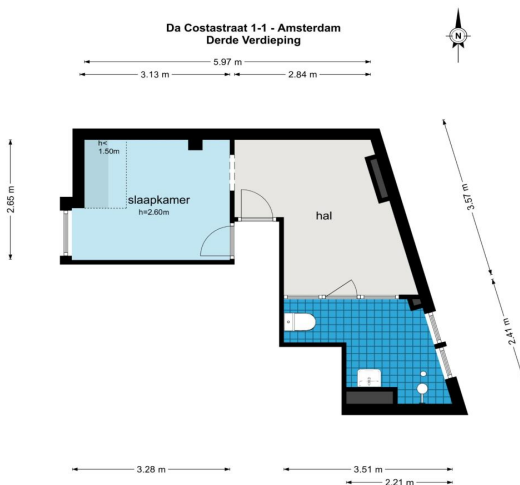 Da Costastraat 1-1 - Amsterdam
Derde Verdieping
N
5.97 m
3.13 m
2.84 m
h<
1.50m
2.65 m
slaapkamer
h=2.60m
hal
3.57 m
2.41 m
3.28 m
3.51 m
2.21 m